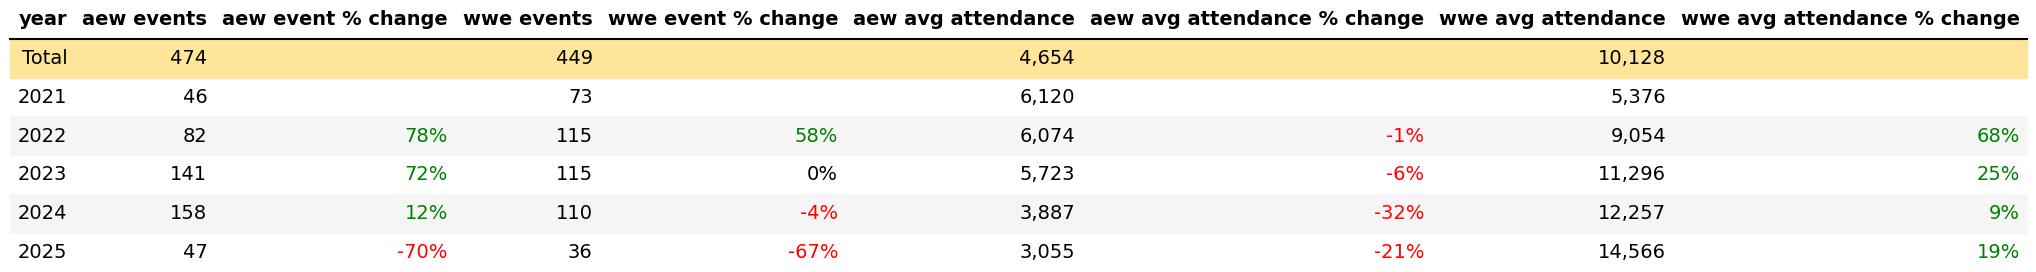 year aew events aew event % change wwe events wwe event % change aew avg attendance aew avg attendance % change wwe avg attendance wwe avg attendance % change
Total 474 449 4,654 10,128
2021 46 73 6,120 5,376
2022 82 78% 115 58% 6,074 -1% 9,054 68%
2023 141 72% 115 0% 5,723 -6% 11,296 25%
2024 158 12% 110 -4% 3,887 -32% 12,257 9%
2025 47 -70% 36 -67% 3,055 -21% 14,566 19%